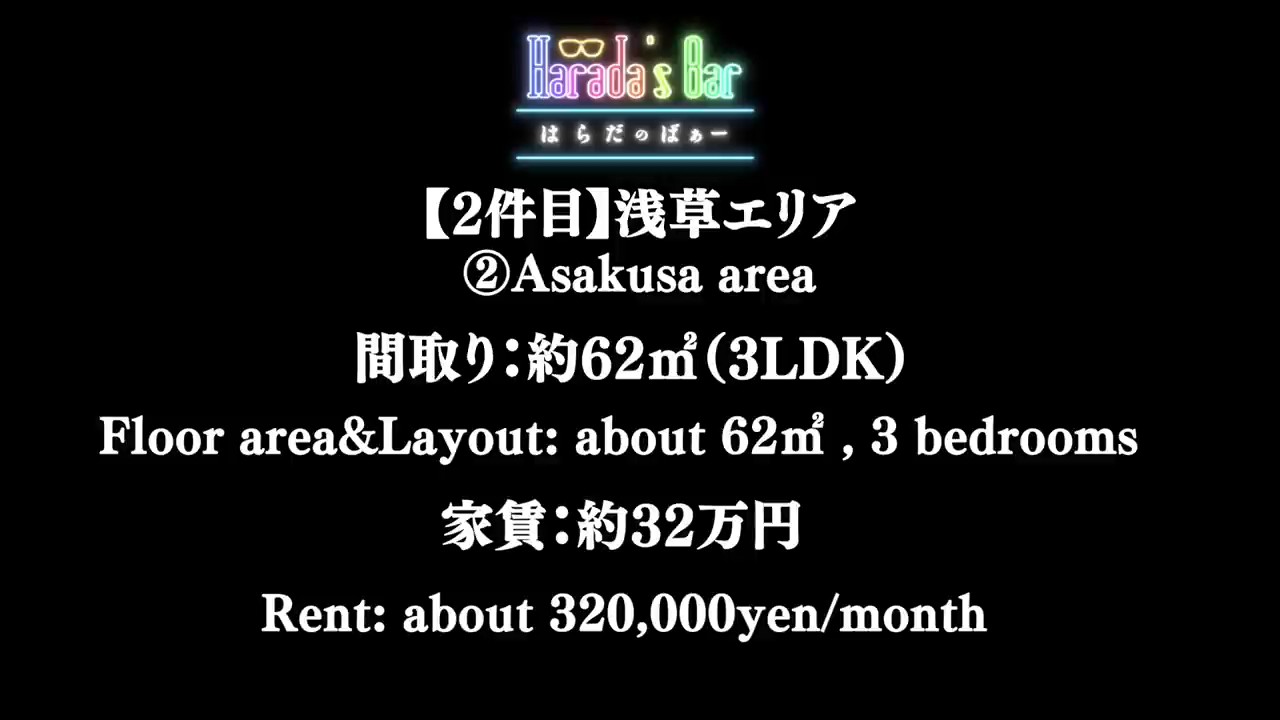 Harada's Bar
はらだのばぁー
【2件目】浅草エリア
②Asakusa area
間取り：約62㎡（3LDK）
Floor area&Layout: about 62㎡ , 3 bedrooms
家賃：約32万円
Rent: about 320,000yen/month